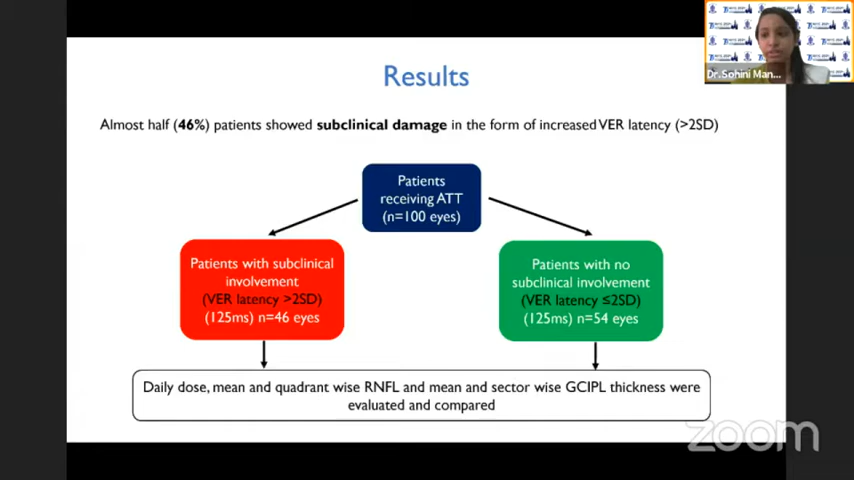 Results
Almost half (46%) patients showed subclinical damage in the form of increased VER latency (>2SD)
Patients
receiving ATT
(n=100 eyes)
Patients with subclinical
involvement
(VER latency >2SD)
(125ms) n=46 eyes
Patients with no
subclinical involvement
(VER latency ≤2SD)
(125ms) n=54 eyes
Daily dose, mean and quadrant wise RNFL and mean and sector wise GCIPL thickness were
evaluated and compared
Dr.Sohini Man...
zoom